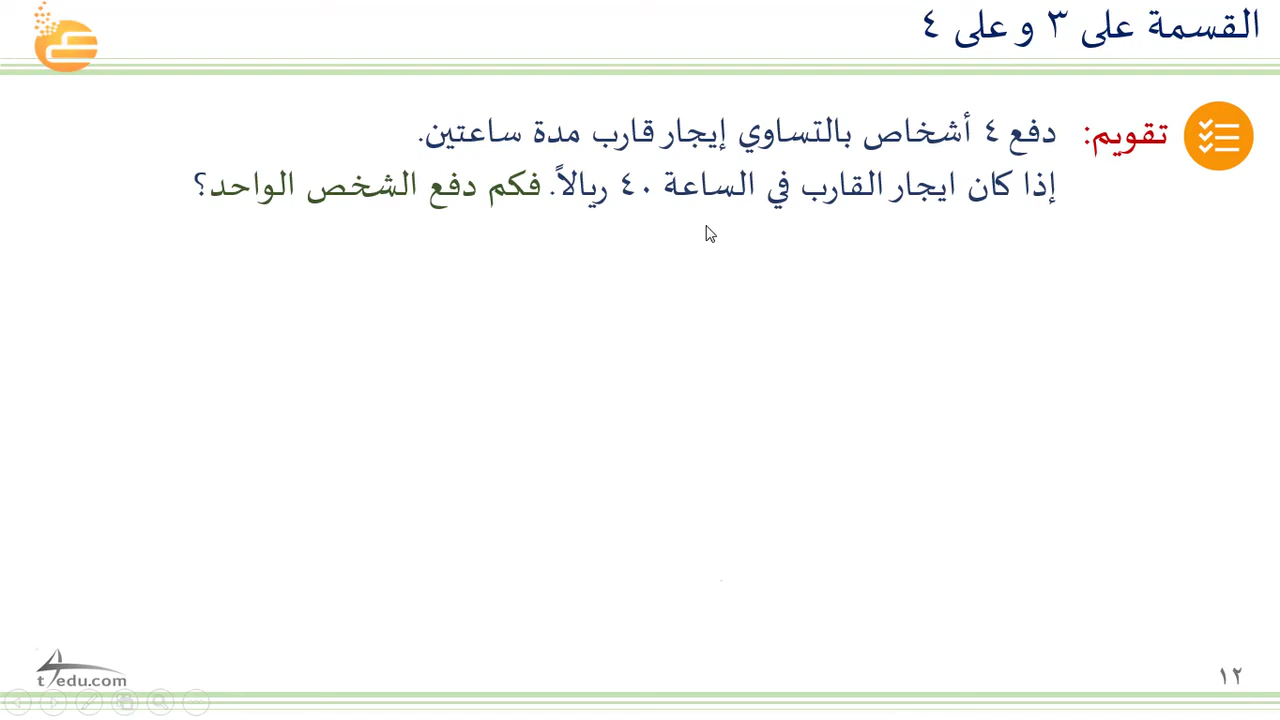 القسمة على ٣ و على ٤
تقويم: دفع ٤ أشخاص بالتساوي إيجار قارب مدة ساعتين.
إذا كان ايجار القارب في الساعة ٤٠ ريالاً. فكم دفع الشخص الواحد؟
t4edu.com
١٢